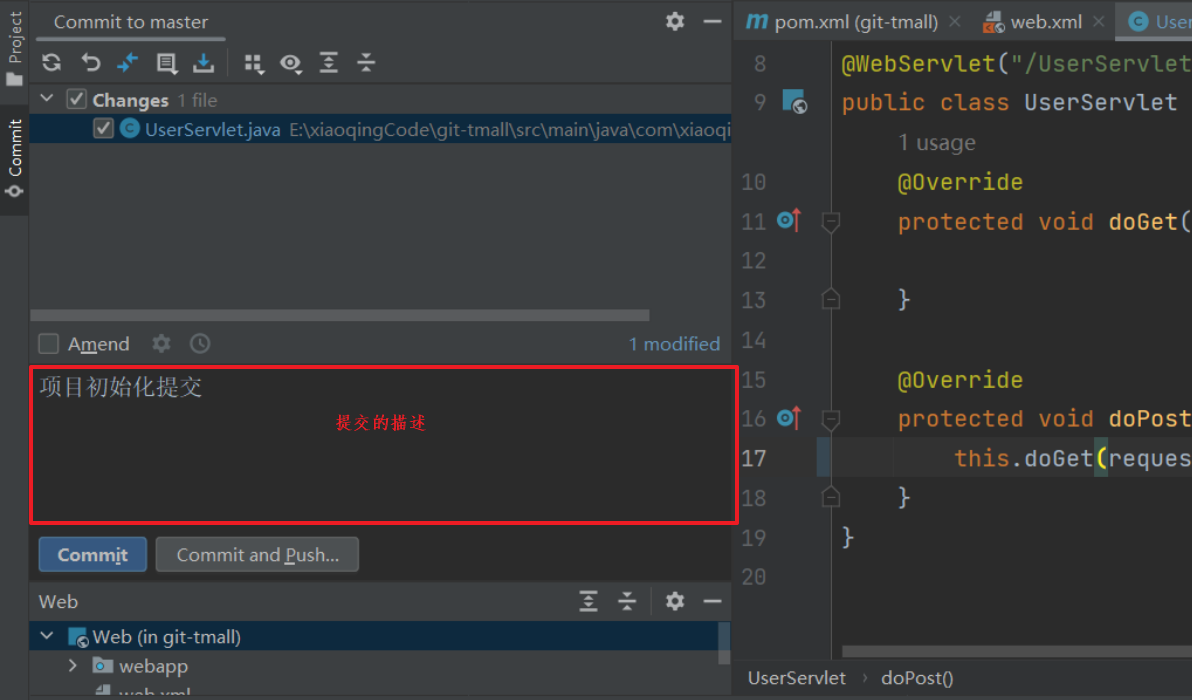 Project
Commit
Commit to master
Changes 1 file
UserServlet.java E:\xiaoqingCode\git-tmall\src\main\java\com\xiaoqi
Amend
1 modified
项目初始化提交
提交的描述
Commit
Commit and Push...
Web
Web (in git-tmall)
webapp
web.xml
pom.xml (git-tmall)
web.xml
User
8 @WebServlet("/UserServlet
9 public class UserServlet
1 usage
10 @Override
11 protected void doGet(
12
13 }
14
15 @Override
16 protected void doPost
17 this.doGet(reques
18 }
19 }
20
UserServlet › doPost()